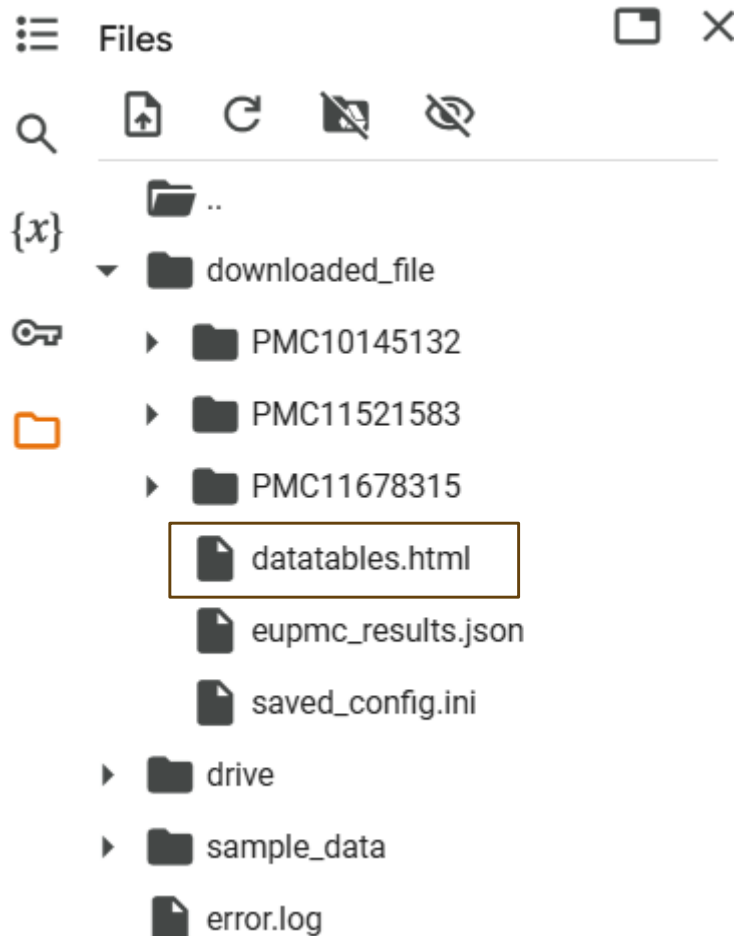 Files
..
{x}
downloaded_file
PMC10145132
PMC11521583
PMC11678315
datatables.html
eupmc_results.json
saved_config.ini
drive
sample_data
error.log